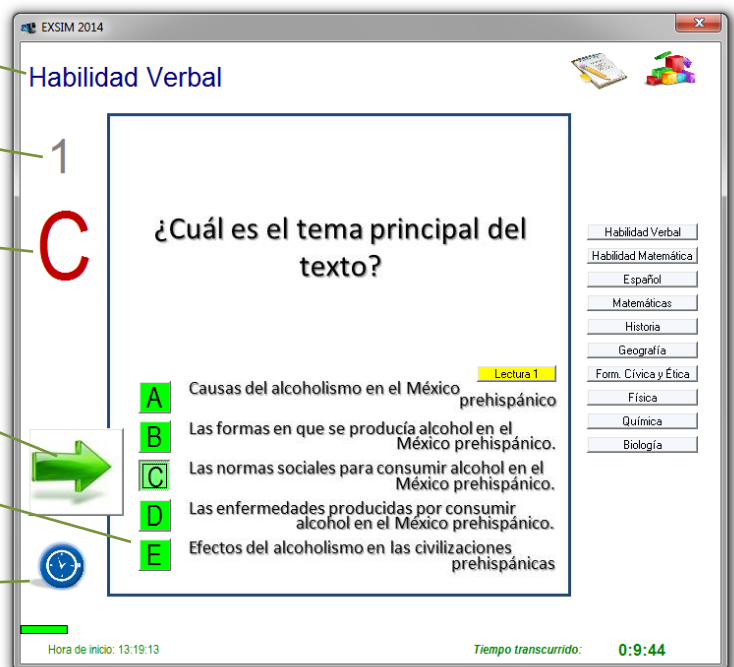 EXSIM 2014
x
Habilidad Verbal
1
C
¿Cuál es el tema principal del
texto?
Lectura 1
A Causas del alcoholismo en el México
prehispánico
B Las formas en que se producía alcohol en el
México prehispánico.
C Las normas sociales para consumir alcohol en el
México prehispánico.
D Las enfermedades producidas por consumir
alcohol en el México prehispánico.
E Efectos del alcoholismo en las civilizaciones
prehispánicas
Habilidad Verbal
Habilidad Matemática
Español
Matemáticas
Historia
Geografía
Form. Cívica y Ética
Física
Química
Biología
Hora de inicio: 13:19:13
Tiempo transcurrido: 0:9:44